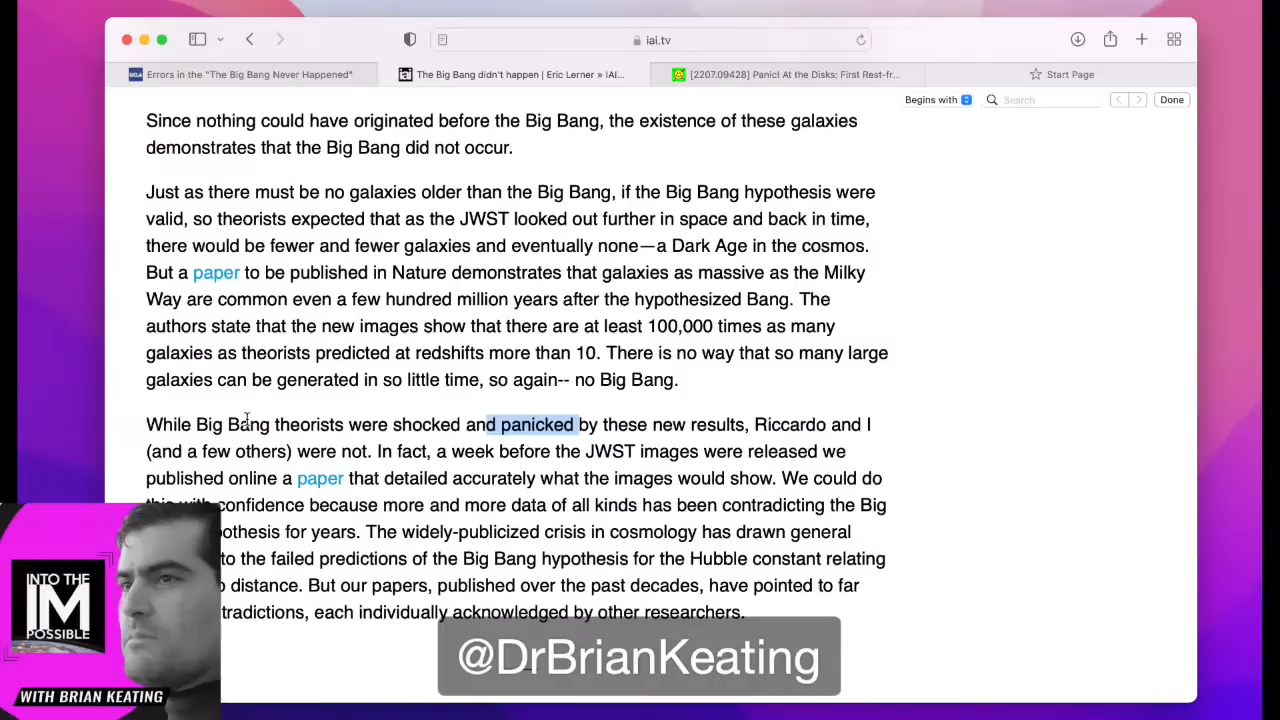 iai.tv
UCLA Errors in the "The Big Bang Never Happened"
ai The Big Bang didn't happen | Eric Lerner » IAI...
[2207.09428] Panic! At the Disks: First Rest-fr...
Start Page
Begins with
Search
Done
Since nothing could have originated before the Big Bang, the existence of these galaxies
demonstrates that the Big Bang did not occur.
Just as there must be no galaxies older than the Big Bang, if the Big Bang hypothesis were
valid, so theorists expected that as the JWST looked out further in space and back in time,
there would be fewer and fewer galaxies and eventually none—a Dark Age in the cosmos.
But a paper to be published in Nature demonstrates that galaxies as massive as the Milky
Way are common even a few hundred million years after the hypothesized Bang. The
authors state that the new images show that there are at least 100,000 times as many
galaxies as theorists predicted at redshifts more than 10. There is no way that so many large
galaxies can be generated in so little time, so again-- no Big Bang.
While Big Bang theorists were shocked and panicked by these new results, Riccardo and I
(and a few others) were not. In fact, a week before the JWST images were released we
published online a paper that detailed accurately what the images would show. We could do
this with confidence because more and more data of all kinds has been contradicting the Big
othesis for years. The widely-publicized crisis in cosmology has drawn general
to the failed predictions of the Big Bang hypothesis for the Hubble constant relating
distance. But our papers, published over the past decades, have pointed to far
tradictions, each individually acknowledged by other researchers.
INTO THE
IM
POSSIBLE
WITH BRIAN KEATING
@DrBrianKeating